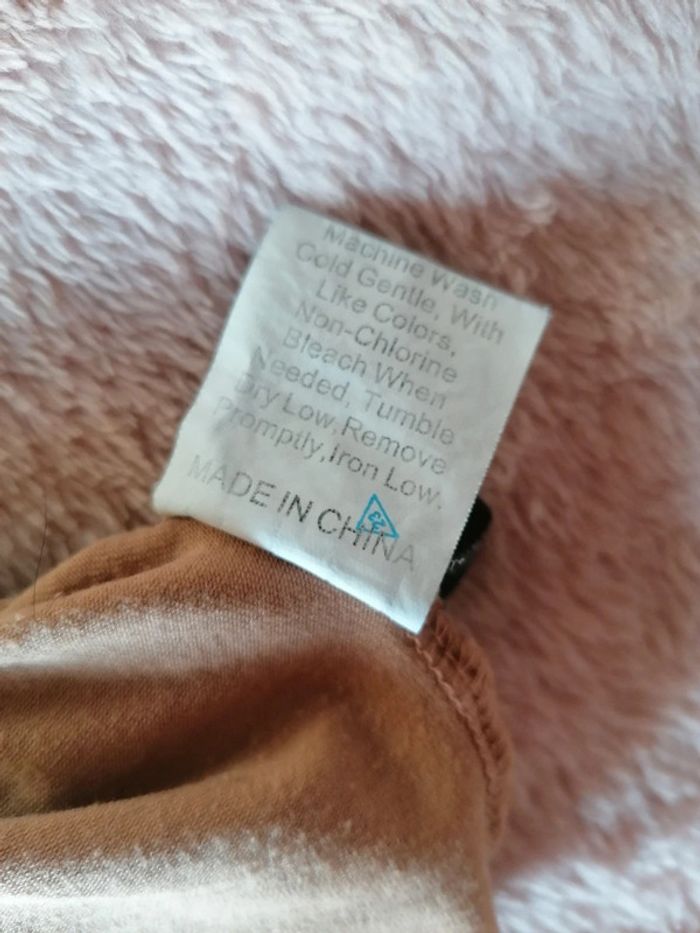 Machine Wash
Cold Gentle, With
Like Colors,
Non-Chlorine
Bleach When
Needed, Tumble
Dry Low,Remove
Promptly,Iron Low.
MADE IN CHINA